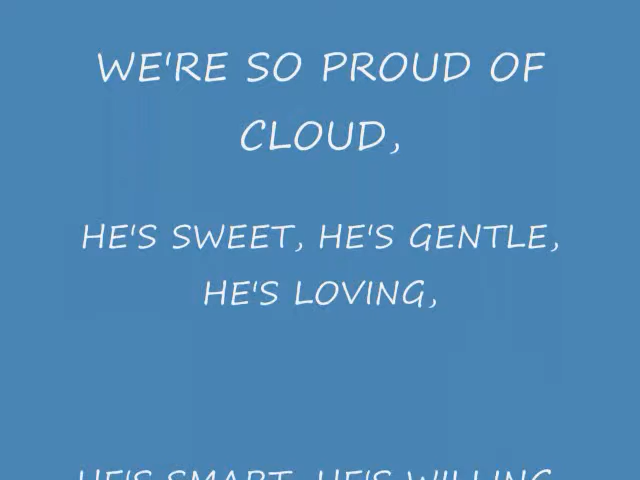 WE'RE SO PROUD OF
CLOUD,
HE'S SWEET, HE'S GENTLE,
HE'S LOVING,
HE'S SMART, HE'S WILLING